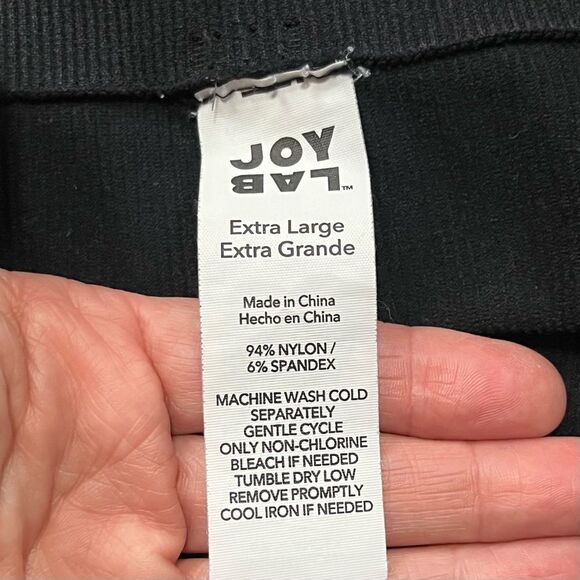 JOY
LAB™
Extra Large
Extra Grande
Made in China
Hecho en China
94% NYLON /
6% SPANDEX
MACHINE WASH COLD
SEPARATELY
GENTLE CYCLE
ONLY NON-CHLORINE
BLEACH IF NEEDED
TUMBLE DRY LOW
REMOVE PROMPTLY
COOL IRON IF NEEDED